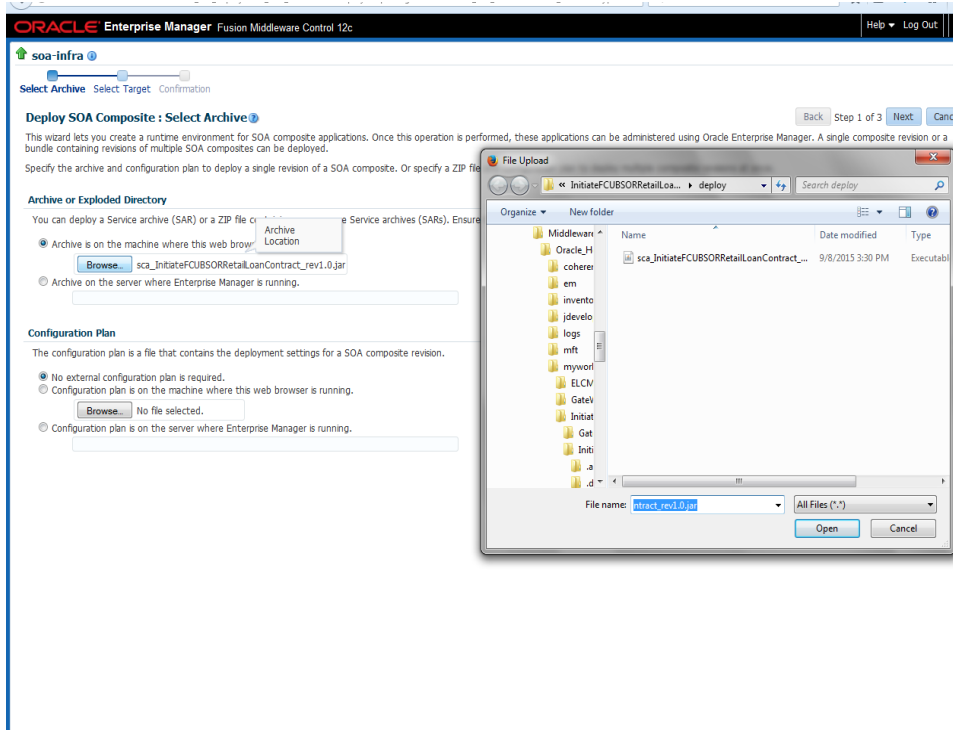 ORACLE Enterprise Manager Fusion Middleware Control 12c
Help Log Out
soa-infra
Select Archive Select Target Confirmation
Deploy SOA Composite : Select Archive
Back Step 1 of 3 Next Canc
This wizard lets you create a runtime environment for SOA composite applications. Once this operation is performed, these applications can be administered using Oracle Enterprise Manager. A single composite revision or a
bundle containing revisions of multiple SOA composites can be deployed.
Specify the archive and configuration plan to deploy a single revision of a SOA composite. Or specify a ZIP file
Archive or Exploded Directory
You can deploy a Service archive (SAR) or a ZIP file e Service archives (SARs). Ensure
Archive
Location
Archive is on the machine where this web brow
Browse... sca_InitiateFCUBSORRetailLoanContract_rev1.0.jar
Archive on the server where Enterprise Manager is running.
Configuration Plan
The configuration plan is a file that contains the deployment settings for a SOA composite revision.
No external configuration plan is required.
Configuration plan is on the machine where this web browser is running.
Browse... No file selected.
Configuration plan is on the server where Enterprise Manager is running.
File Upload
« InitiateFCUBSORRetailLoa... deploy
Search deploy
Organize New folder
Middleware
Oracle_H
coherer
em
invento
jdevelo
logs
mft
mywork
ELCM
GateW
Initiat
Gat
Initi
.a
.d
Name Date modified Type
sca_InitiateFCUBSORRetailLoanContract_... 9/8/2015 3:30 PM Executabl
File name: ntract_rev1.0.jar
All Files (*.*)
Open Cancel